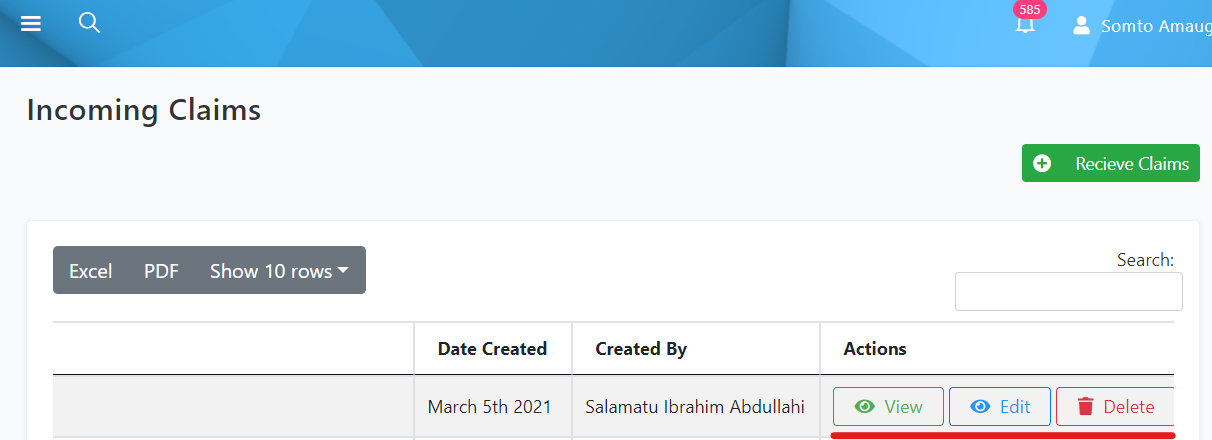 585
Somto Amaug
Incoming Claims
Recieve Claims
Excel PDF Show 10 rows
Search:
Date Created Created By Actions
March 5th 2021 Salamatu Ibrahim Abdullahi View Edit Delete